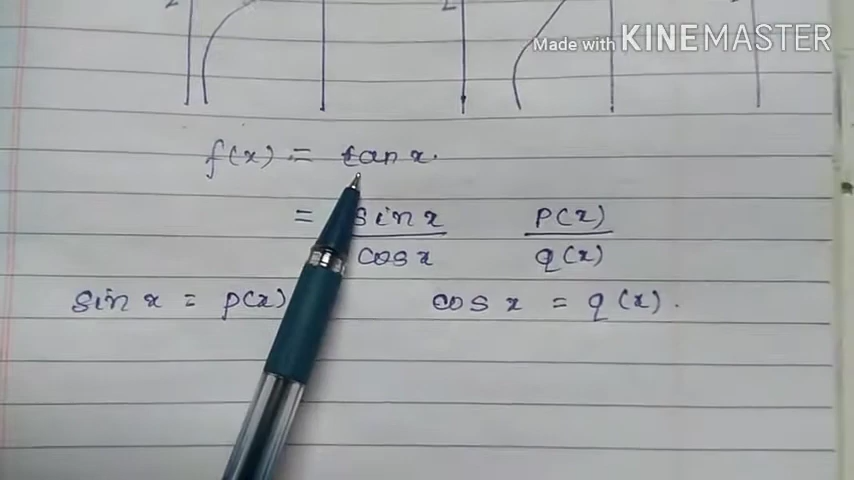 Made with KINEMASTER
f(x) = tan x.
= sin x / cos x P(x) / q(x)
sin x = p(x) cos x = q(x).